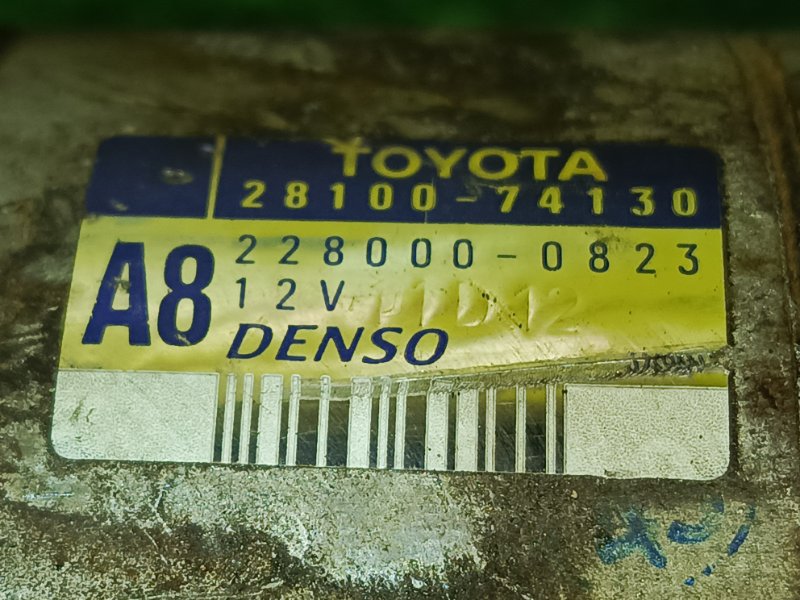 TOYOTA
28100-74130
A8
228000-0823
12V
DENSO